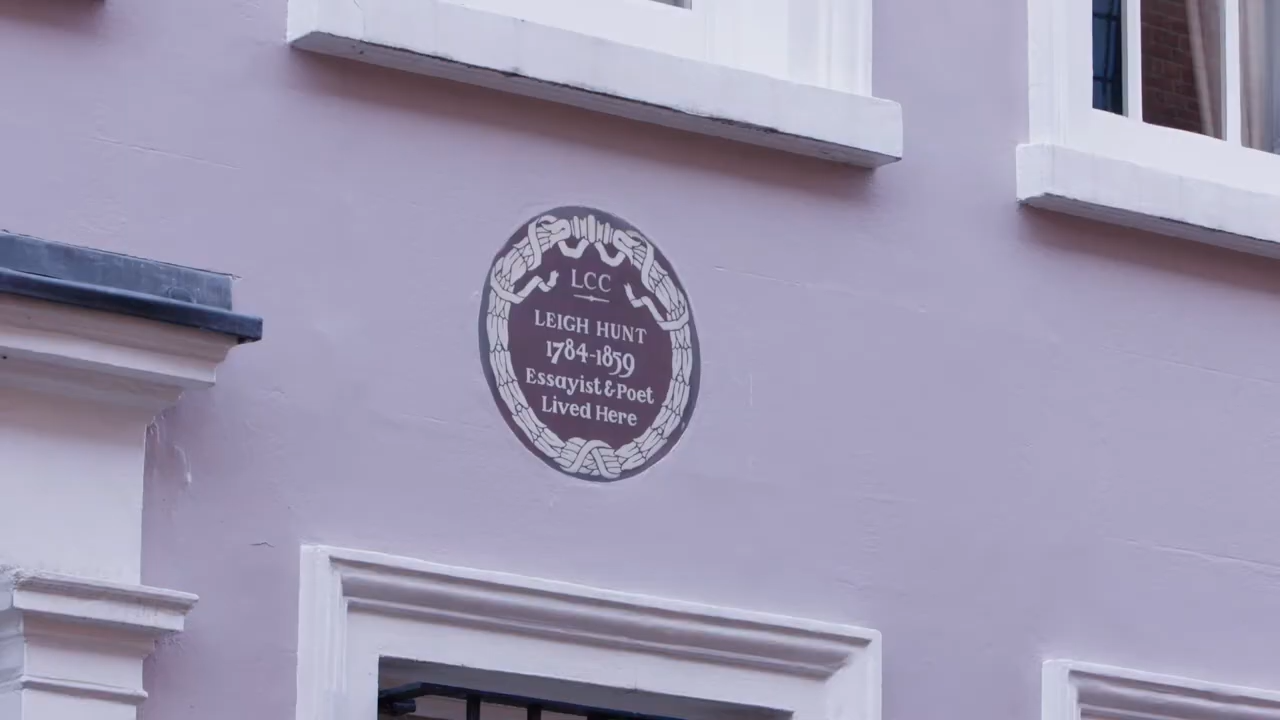 LCC
LEIGH HUNT
1784-1859
Essayist & Poet
Lived Here